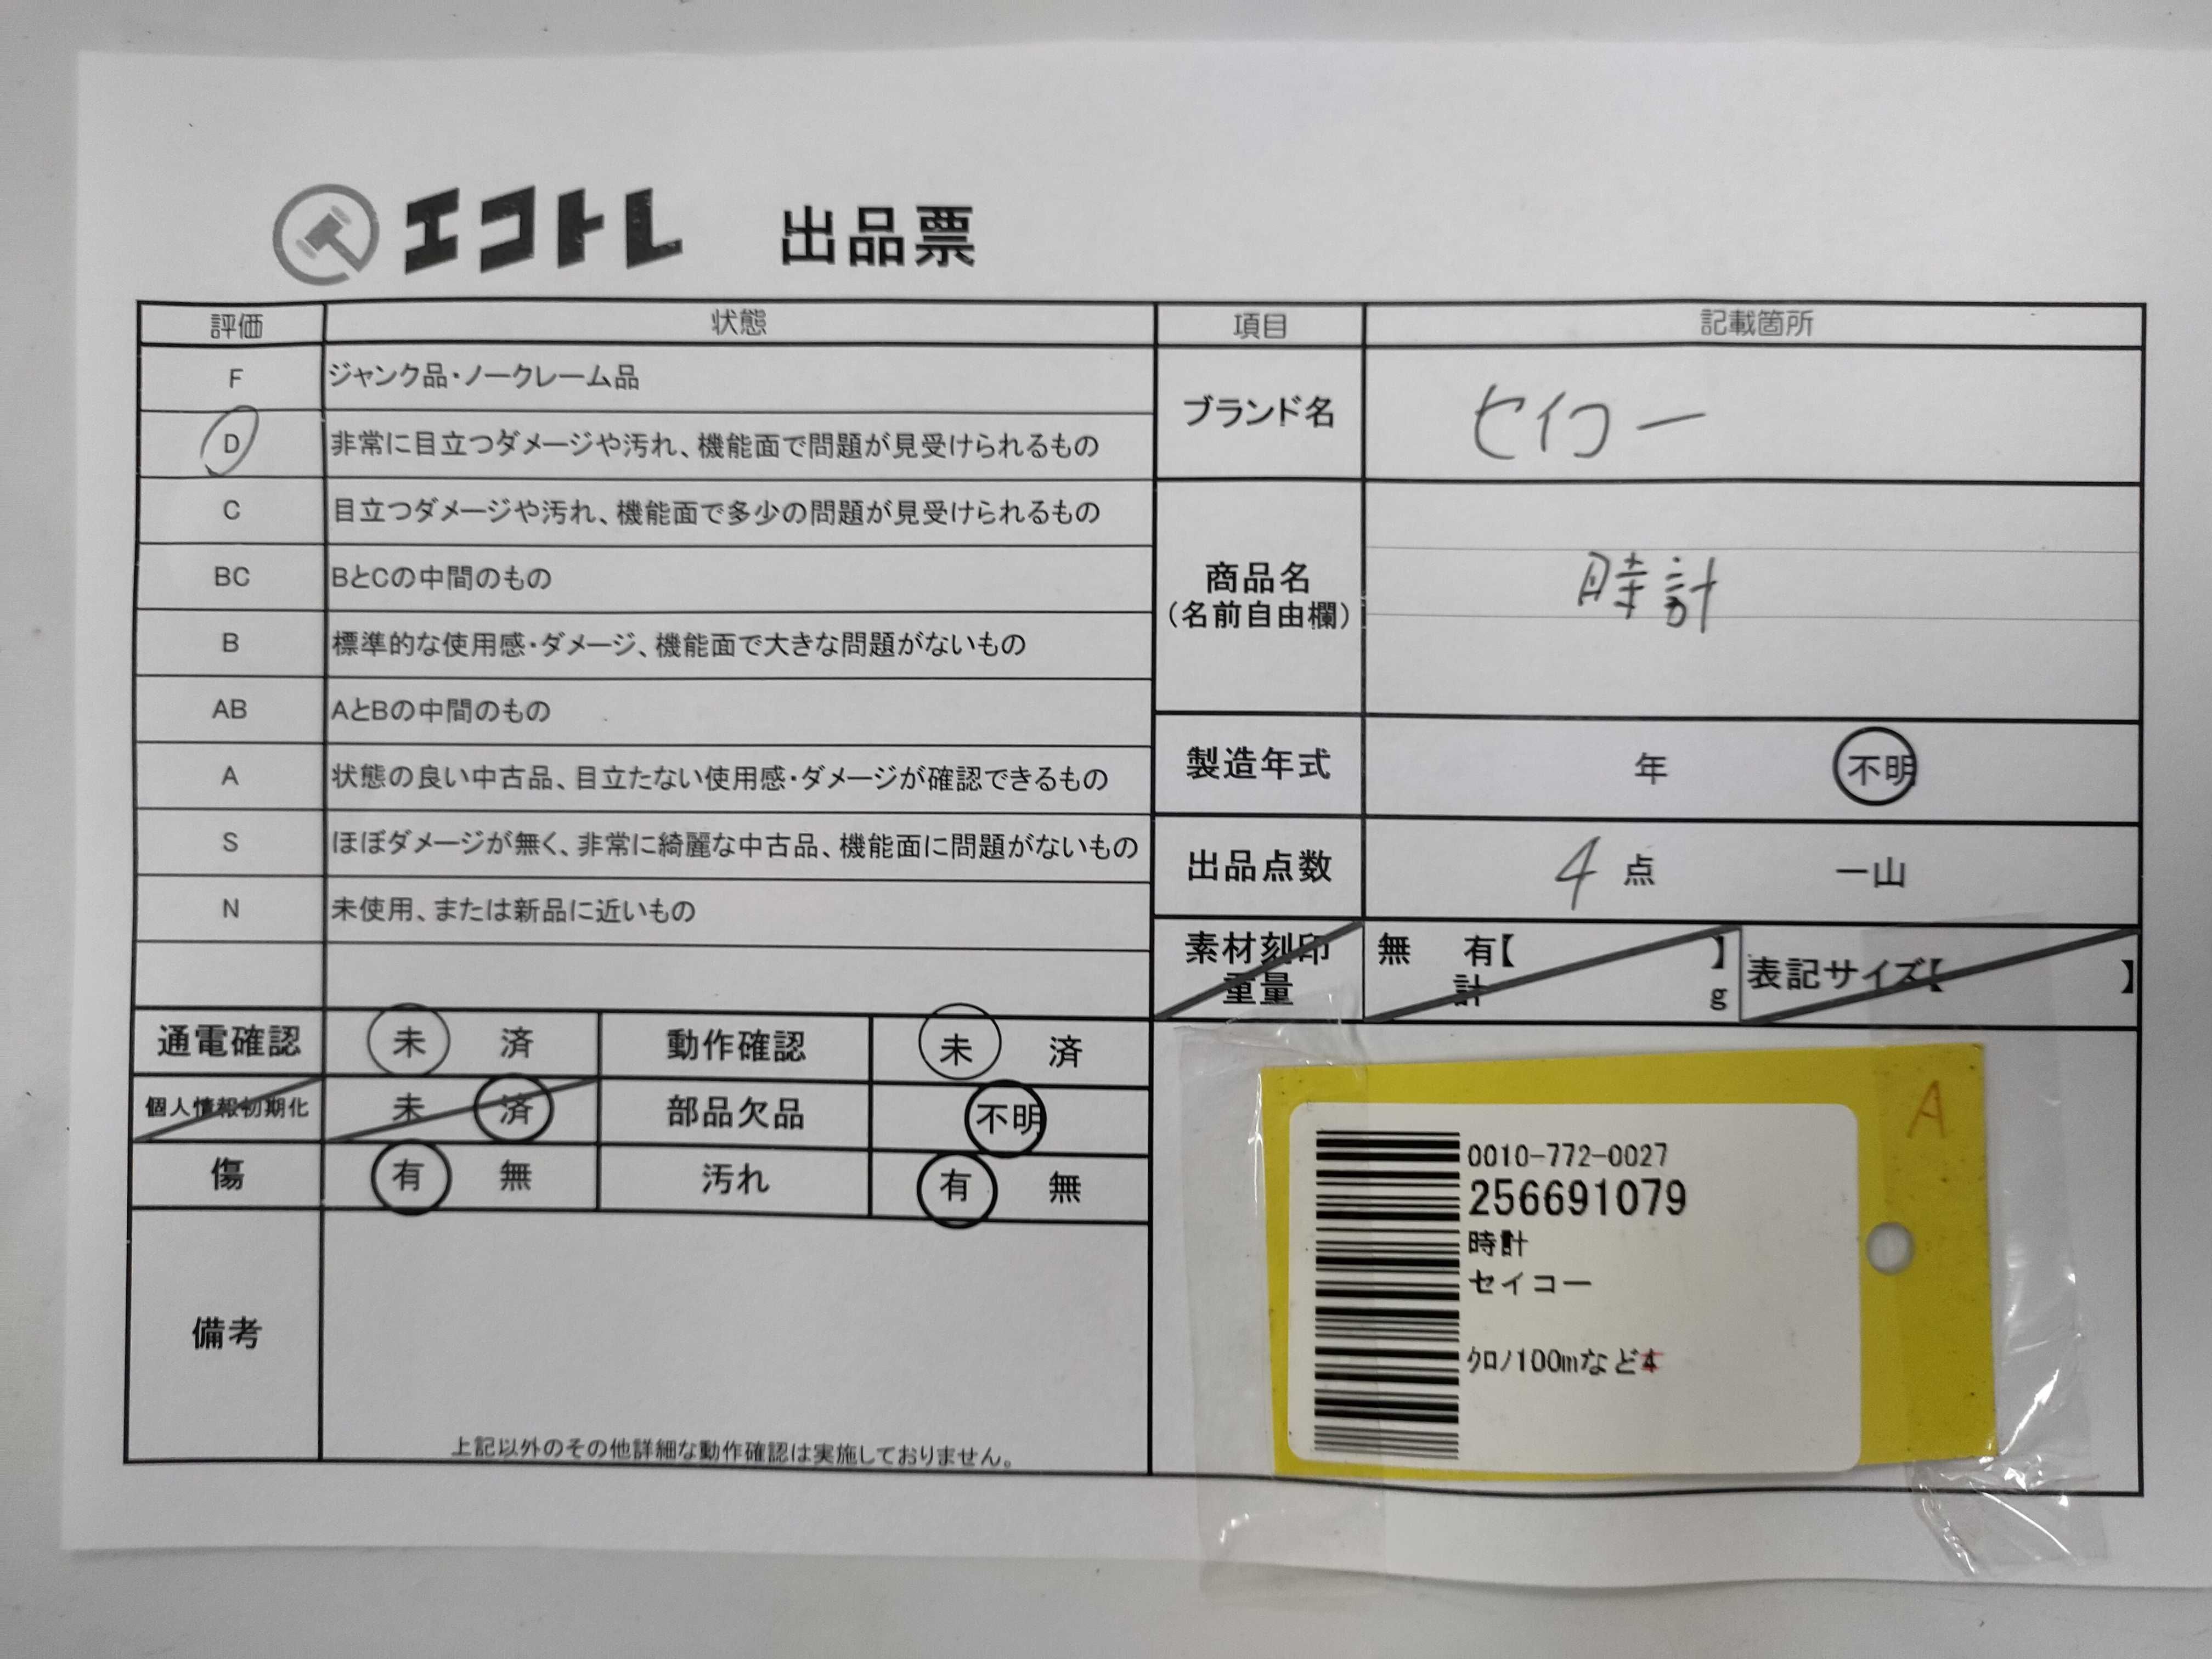 エコトレ 出品票
評価 状態 項目 記載箇所
F ジャンク品・ノークレーム品
D 非常に目立つダメージや汚れ、機能面で問題が見受けられるもの
C 目立つダメージや汚れ、機能面で多少の問題が見受けられるもの
BC BとCの中間のもの
B 標準的な使用感・ダメージ、機能面で大きな問題がないもの
AB AとBの中間のもの
A 状態の良い中古品、目立たない使用感・ダメージが確認できるもの
S ほぼダメージが無く、非常に綺麗な中古品、機能面に問題がないもの
N 未使用、または新品に近いもの
ブランド名 セイコー
商品名
(名前自由欄)
時計
製造年式 年 不明
出品点数 4 点 一山
素材刻印 無 有【 】
重量 計 g
表記サイズ【 】
通電確認 未 済 動作確認 未 済
個人情報初期化 未 済 部品欠品 不明
傷 有 無 汚れ 有 無
備考
上記以外のその他詳細な動作確認は実施しておりません。
A
0010-772-0027
256691079
時計
セイコー
ｸﾛﾉ100mなど4